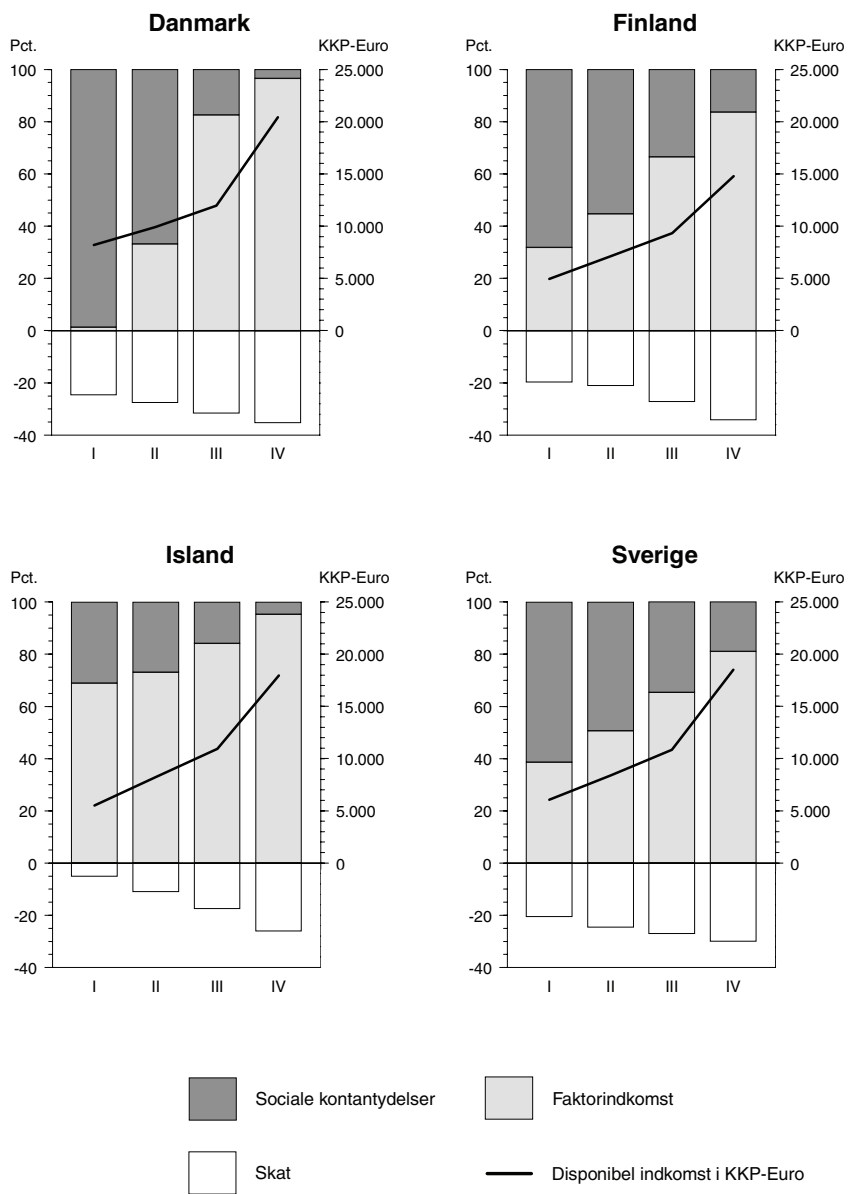 Danmark
Pct.
KKP-Euro
100
80
60
40
20
0
-20
-40
25.000
20.000
15.000
10.000
5.000
0
I II III IV
Finland
Pct.
KKP-Euro
100
80
60
40
20
0
-20
-40
25.000
20.000
15.000
10.000
5.000
0
I II III IV
Island
Pct.
KKP-Euro
100
80
60
40
20
0
-20
-40
25.000
20.000
15.000
10.000
5.000
0
I II III IV
Sverige
Pct.
KKP-Euro
100
80
60
40
20
0
-20
-40
25.000
20.000
15.000
10.000
5.000
0
I II III IV
Sociale kontantydelser
Faktorindkomst
Skat
Disponibel indkomst i KKP-Euro